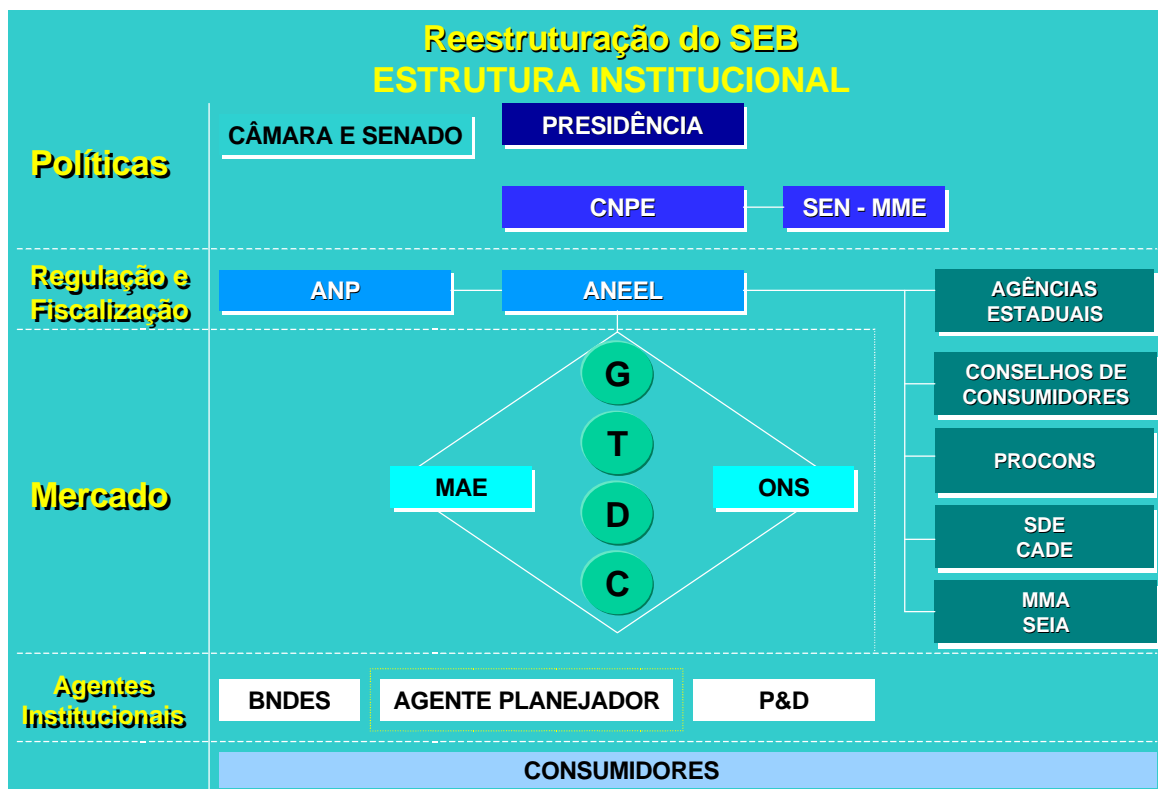 Reestruturação do SEB
ESTRUTURA INSTITUCIONAL
Políticas
CÂMARA E SENADO
PRESIDÊNCIA
CNPE
SEN - MME
Regulação e
Fiscalização
ANP
ANEEL
AGÊNCIAS
ESTADUAIS
CONSELHOS DE
CONSUMIDORES
PROCONS
SDE
CADE
MMA
SEIA
Mercado
G
T
D
C
MAE
ONS
Agentes
Institucionais
BNDES
AGENTE PLANEJADOR
P&D
CONSUMIDORES